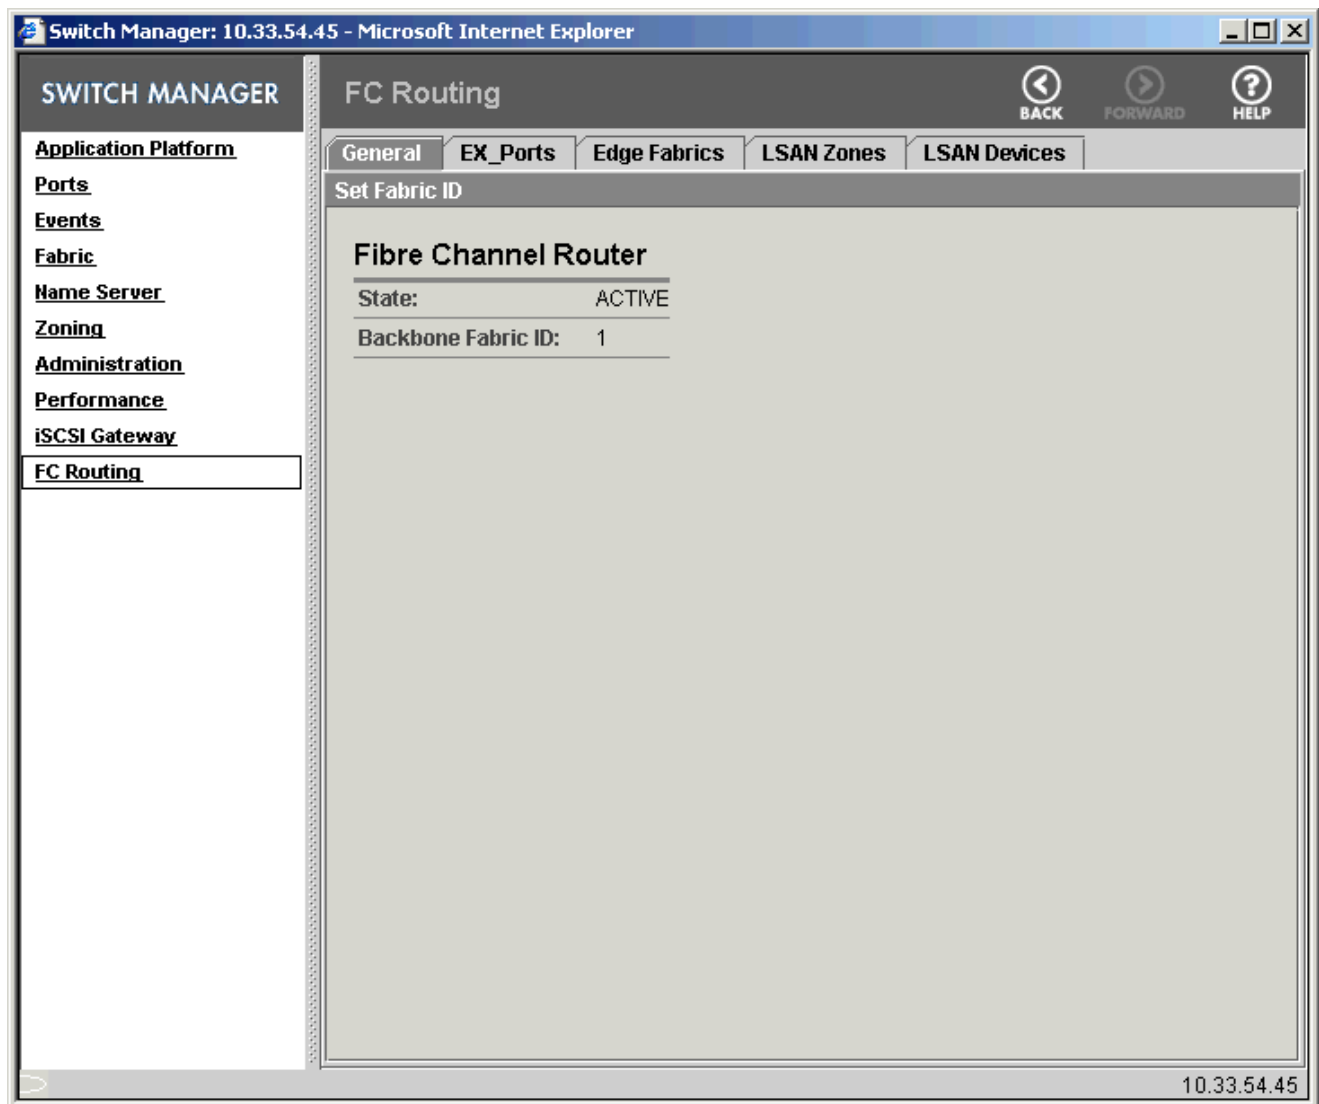 Switch Manager: 10.33.54.45 - Microsoft Internet Explorer
SWITCH MANAGER
FC Routing
BACK
FORWARD
HELP
Application Platform
Ports
Events
Fabric
Name Server
Zoning
Administration
Performance
iSCSI Gateway
FC Routing
General EX_Ports Edge Fabrics LSAN Zones LSAN Devices
Set Fabric ID
Fibre Channel Router
State: ACTIVE
Backbone Fabric ID: 1
10.33.54.45